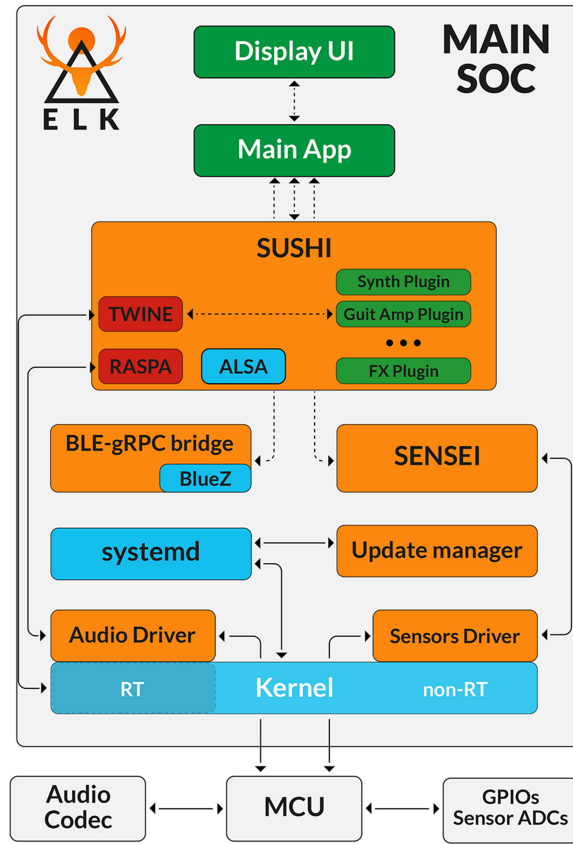 MAIN
SOC
ELK
Display UI
Main App
SUSHI
Synth Plugin
TWINE
Guit Amp Plugin
RASPA
ALSA
FX Plugin
BLE-gRPC bridge
BlueZ
SENSEI
systemd
Update manager
Audio Driver
Sensors Driver
RT
Kernel
non-RT
Audio
Codec
MCU
GPIOs
Sensor ADCs